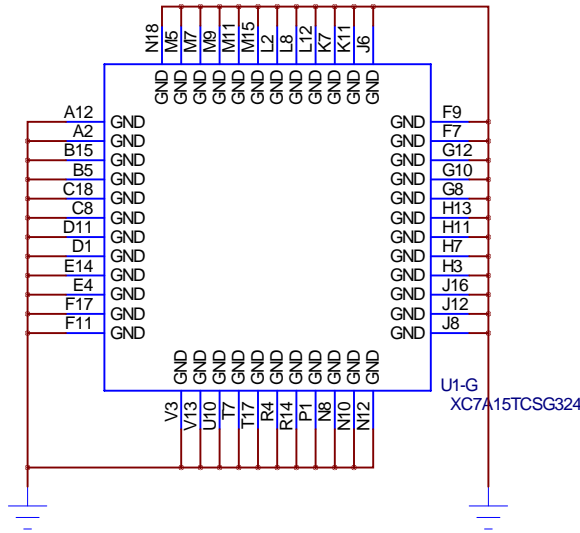 N18 M5 M7 M9 M11 M15 L2 L8 L12 K7 K11 J6
GND GND GND GND GND GND GND GND GND GND GND GND
A12 GND GND F9
A2 GND GND F7
B15 GND GND G12
B5 GND GND G10
C18 GND GND G8
C8 GND GND H13
D11 GND GND H11
D1 GND GND H7
E14 GND GND H3
E4 GND GND J16
F17 GND GND J12
F11 GND GND J8
GND GND GND GND GND GND GND GND GND GND GND
V3 V13 U10 T7 T17 R4 R14 P1 N8 N10 N12
U1-G
XC7A15TCSG324